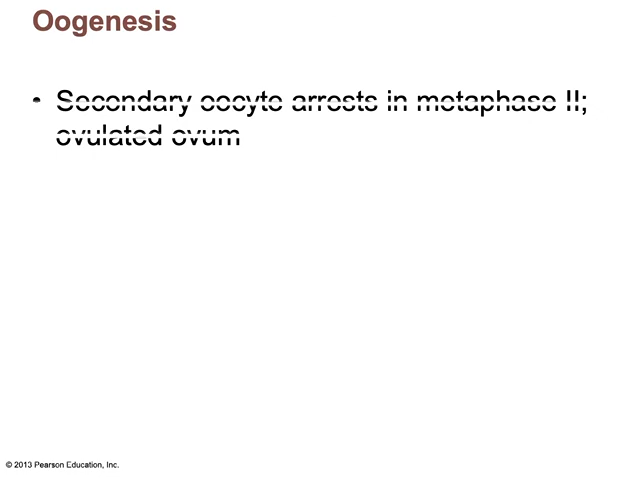 Oogenesis
• Secondary oocyte arrests in metaphase II;
ovulated ovum
© 2013 Pearson Education, Inc.